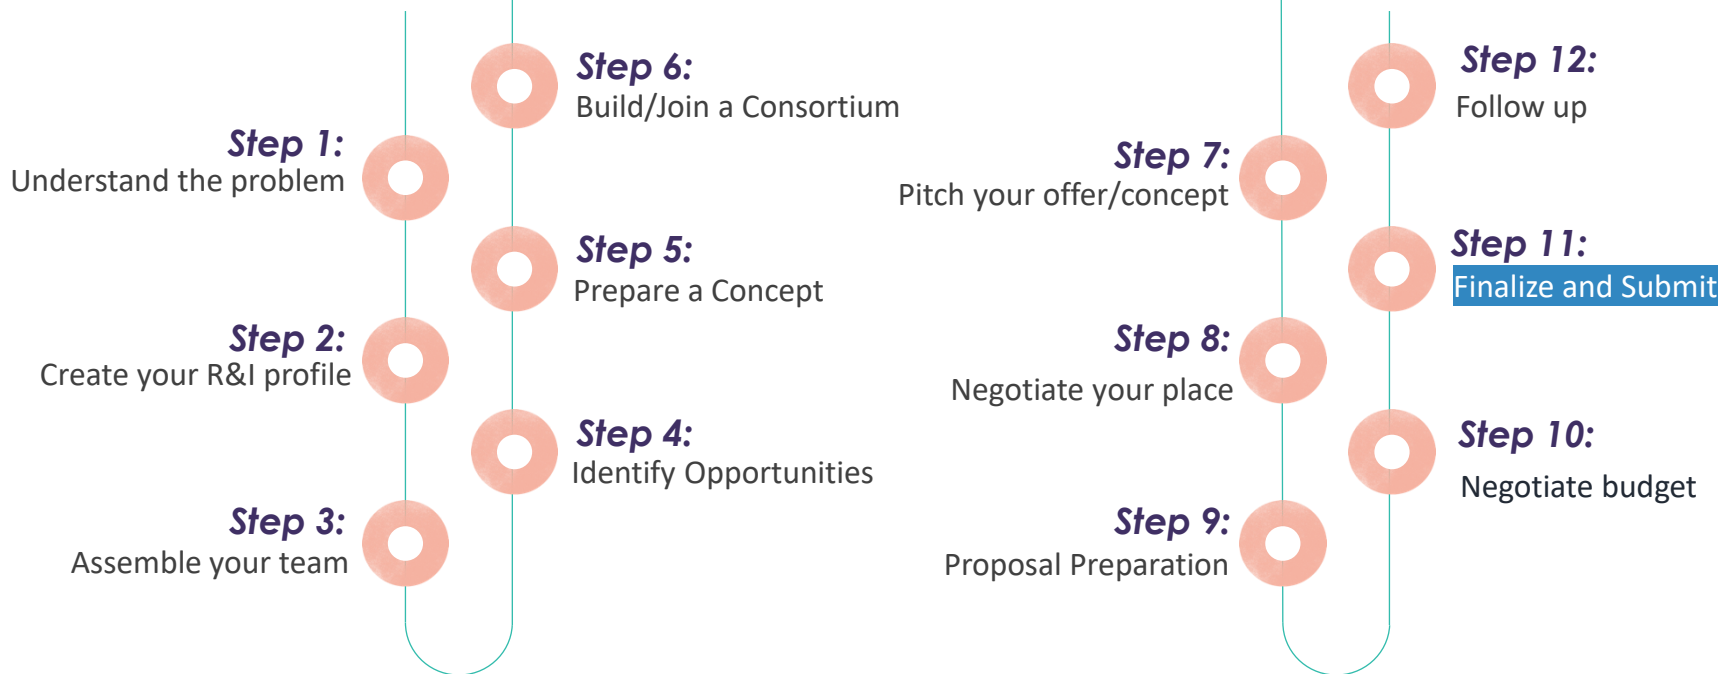 Step 1:
Understand the problem
Step 2:
Create your R&I profile
Step 3:
Assemble your team
Step 4:
Identify Opportunities
Step 5:
Prepare a Concept
Step 6:
Build/Join a Consortium
Step 7:
Pitch your offer/concept
Step 8:
Negotiate your place
Step 9:
Proposal Preparation
Step 10:
Negotiate budget
Step 11:
Finalize and Submit
Step 12:
Follow up